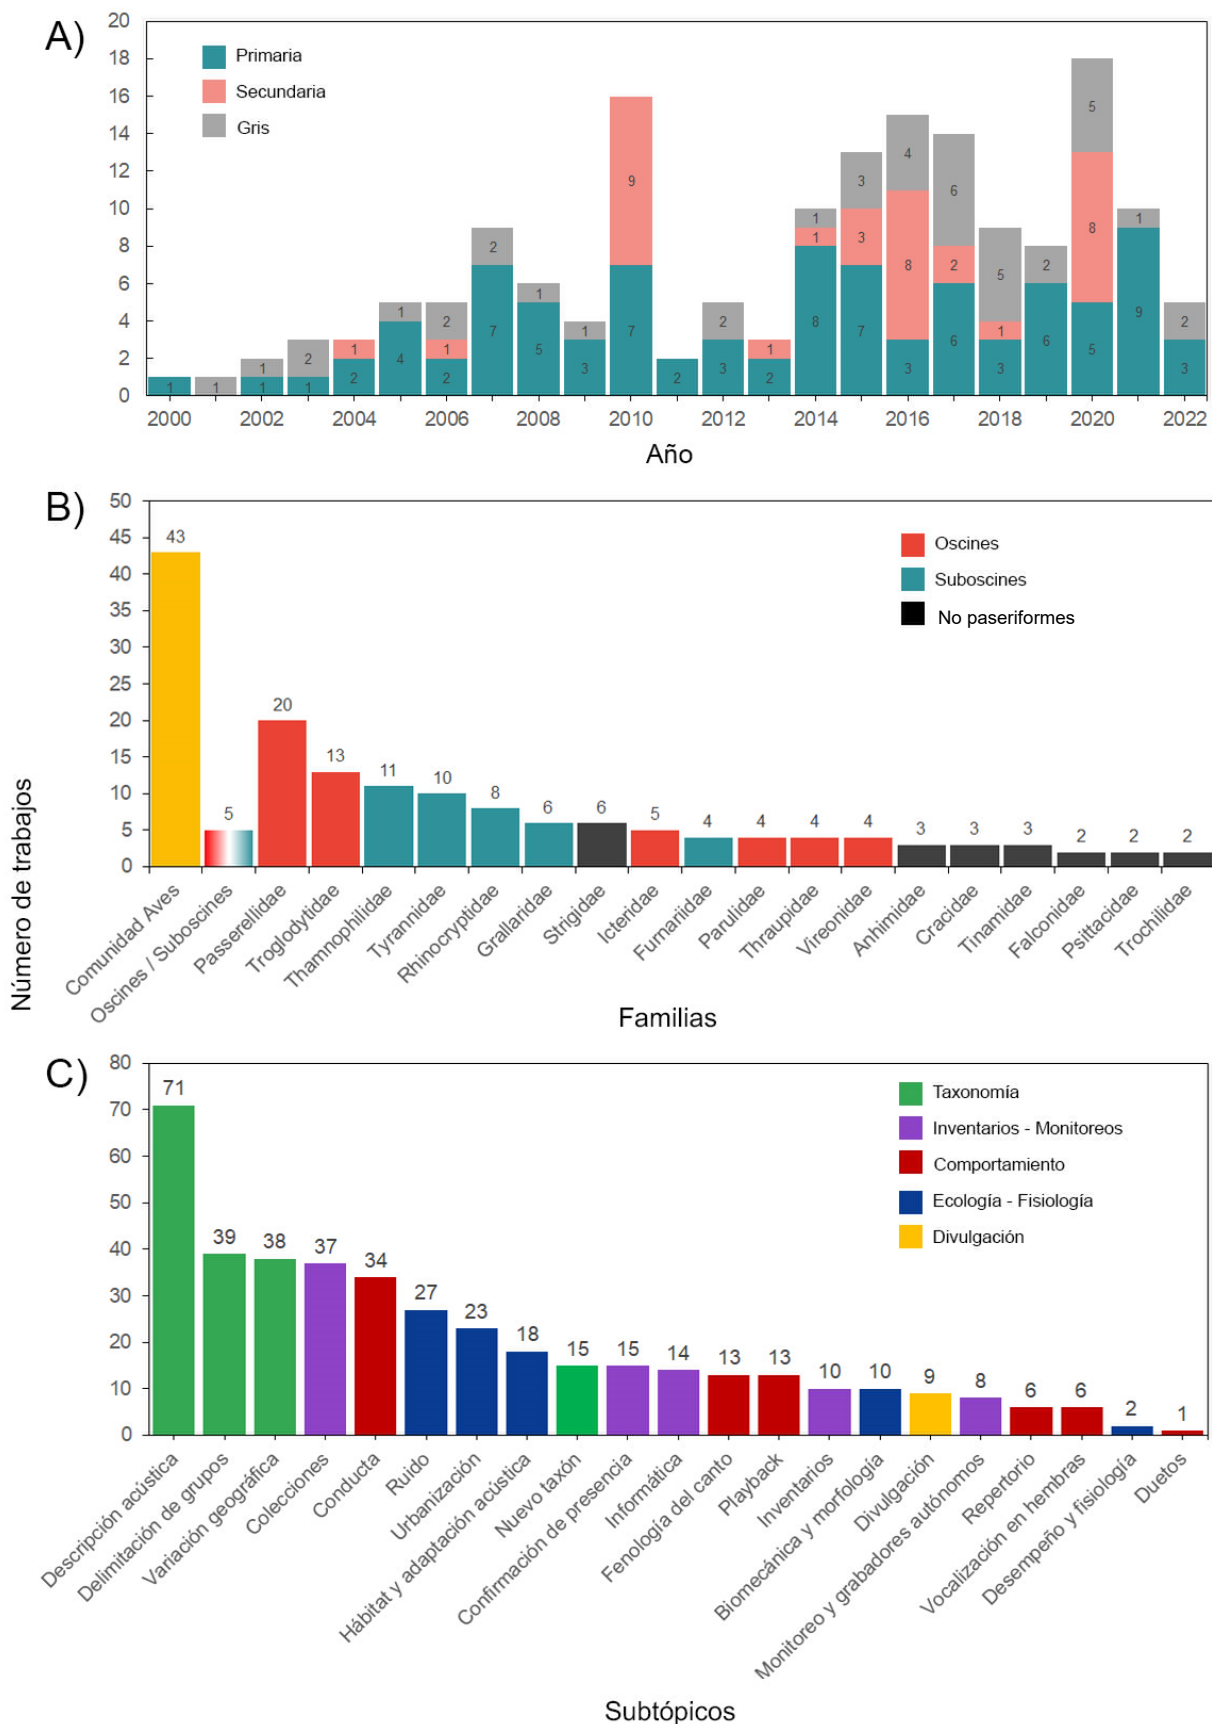 A)
20
18
16
14
12
10
8
6
4
2
0
Primaria
Secundaria
Gris
1
1
1 1
1 2
2 1
4 1
2 1 2
7 2
5 1
3 1
7 9
2
3 2
2 1
8 1 1
7 3 3
3 8 4
6 2 6
3 1 5
6 2
5 8 5
9 1
3 2
2000 2002 2004 2006 2008 2010 2012 2014 2016 2018 2020 2022
Año
Número de trabajos
B)
50
45
40
35
30
25
20
15
10
5
0
Oscines
Suboscines
No paseriformes
43 5 20 13 11 10 8 6 6 5 4 4 4 4 3 3 3 2 2 2
Comunidad Aves
Oscines / Suboscines
Passerellidae
Troglodytidae
Thamnophilidae
Tyrannidae
Rhinocryptidae
Grallaridae
Strigidae
Icteridae
Furnariidae
Parulidae
Thraupidae
Vireonidae
Anhimidae
Cracidae
Tinamidae
Falconidae
Psittacidae
Trochilidae
Familias
C)
80
70
60
50
40
30
20
10
0
Taxonomía
Inventarios - Monitoreos
Comportamiento
Ecología - Fisiología
Divulgación
71 39 38 37 34 27 23 18 15 15 14 13 13 10 10 9 8 6 6 2 1
Descripción acústica
Delimitación de grupos
Variación geográfica
Colecciones
Conducta
Ruido
Urbanización
Hábitat y adaptación acústica
Nuevo taxón
Confirmación de presencia
Informática
Fenología del canto
Playback
Inventarios
Biomecánica y morfología
Divulgación
Monitoreo y grabadores autónomos
Repertorio
Vocalización en hembras
Desempeño y fisiología
Duetos
Subtópicos